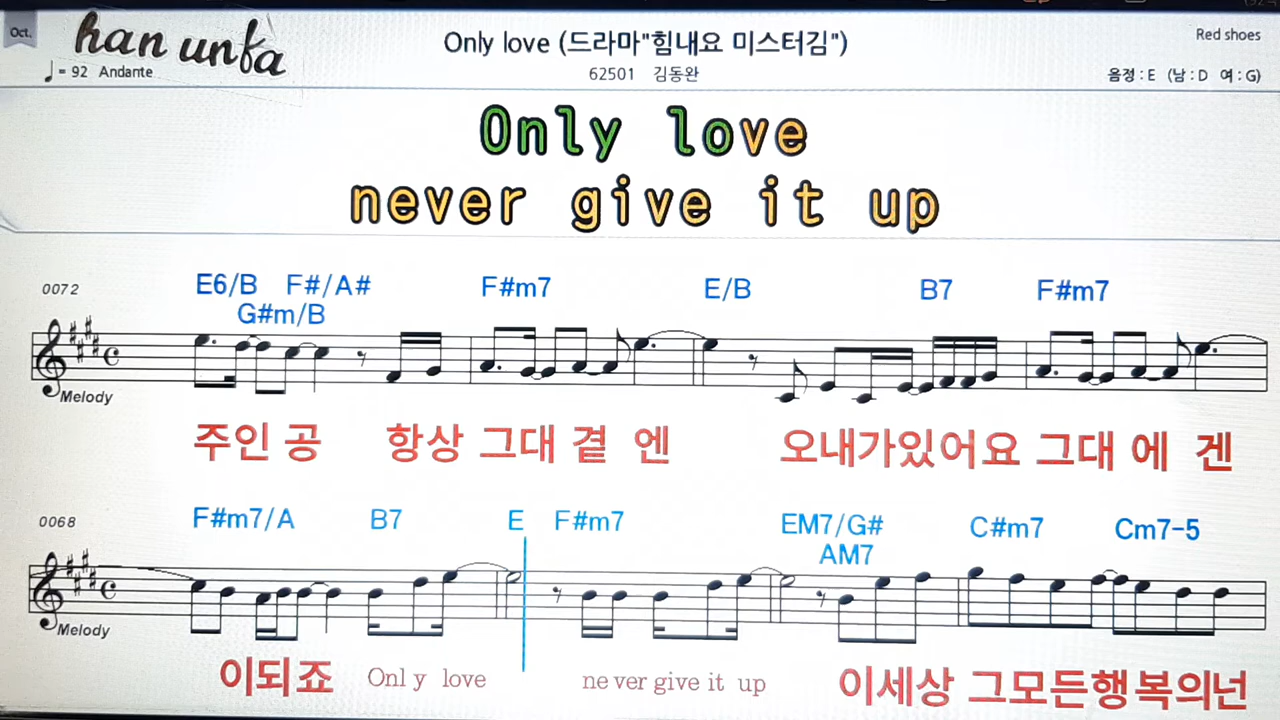 Oct.
han unfa
Only love (드라마"힘내요 미스터김")
Red shoes
♩= 92 Andante
62501 김동완
음정 : E (남 : D 여 : G)
Only love
never give it up
0072
E6/B F#/A# F#m7 E/B B7 F#m7
G#m/B
Melody
주인 공 항상 그대 곁 엔 오내가있어요 그대 에 겐
0068
F#m7/A B7 E F#m7 EM7/G# C#m7 Cm7-5
AM7
Melody
이되죠 Onl y love ne ver give it up 이세상 그모든행복의넌